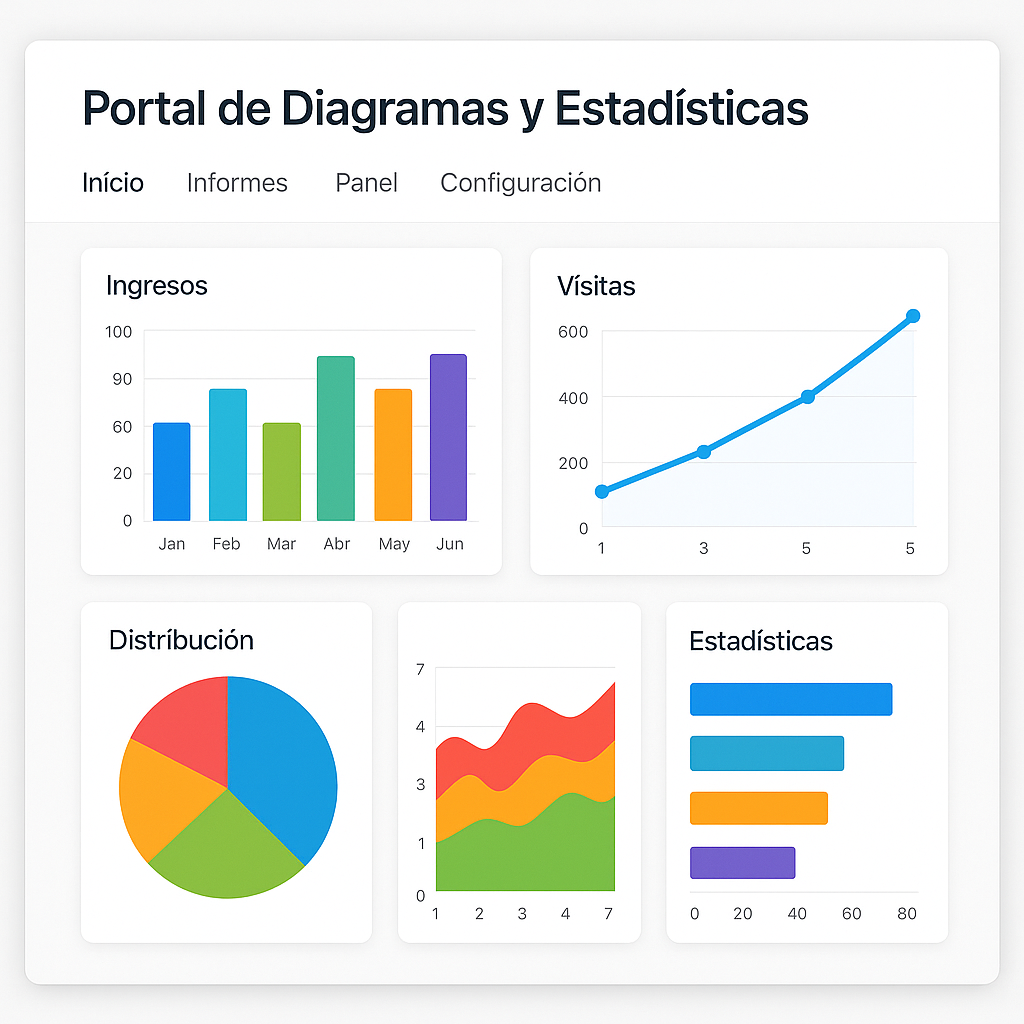 Portal de Diagramas y Estadísticas
Início Informes Panel Configuración
Ingresos
100
90
60
20
0
Jan Feb Mar Abr May Jun
Vísitas
600
400
200
0
1 3 5 5
Distríbución
7
4
3
1
0
1 2 3 4 7
Estadísticas
0 20 40 60 80